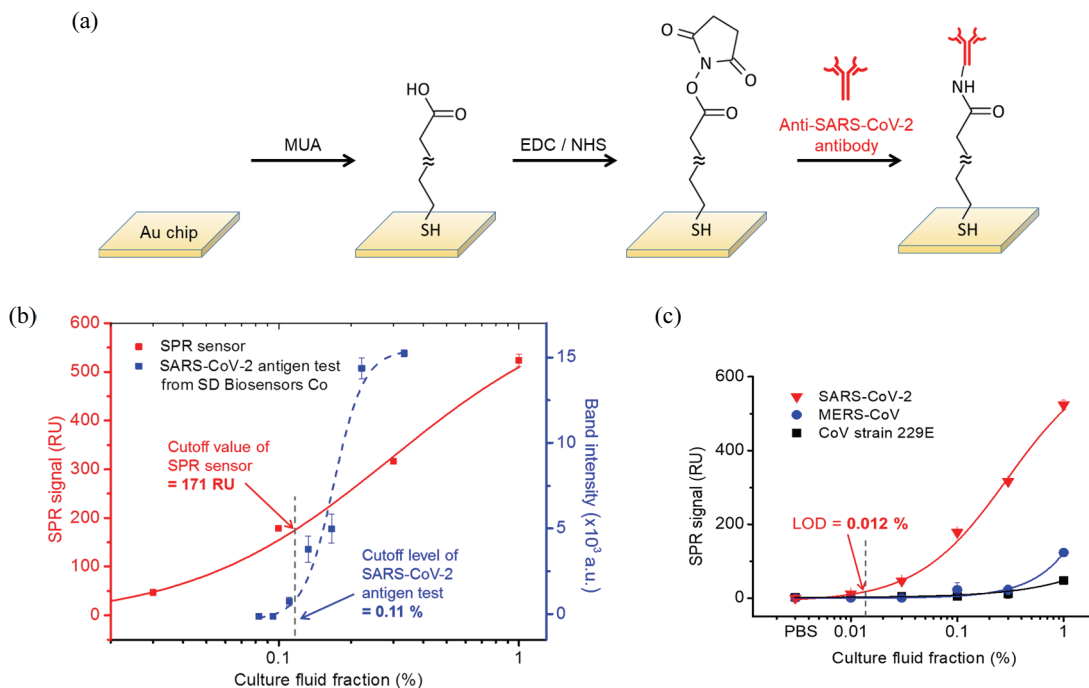 (a)
Au chip
MUA
HO
O
SH
EDC / NHS
O
N
O
O
O
SH
Anti-SARS-CoV-2
antibody
NH
O
SH
(b)
600
500
400
300
200
100
0
SPR signal (RU)
SPR sensor
SARS-CoV-2 antigen test
from SD Biosensors Co
Cutoff value of
SPR sensor
= 171 RU
Cutoff level of
SARS-CoV-2
antigen test
= 0.11 %
15
10
5
0
Band intensity (x10³ a.u.)
0.1
1
Culture fluid fraction (%)
(c)
600
400
200
0
SPR signal (RU)
SARS-CoV-2
MERS-CoV
CoV strain 229E
LOD = 0.012 %
PBS
0.01
0.1
1
Culture fluid fraction (%)